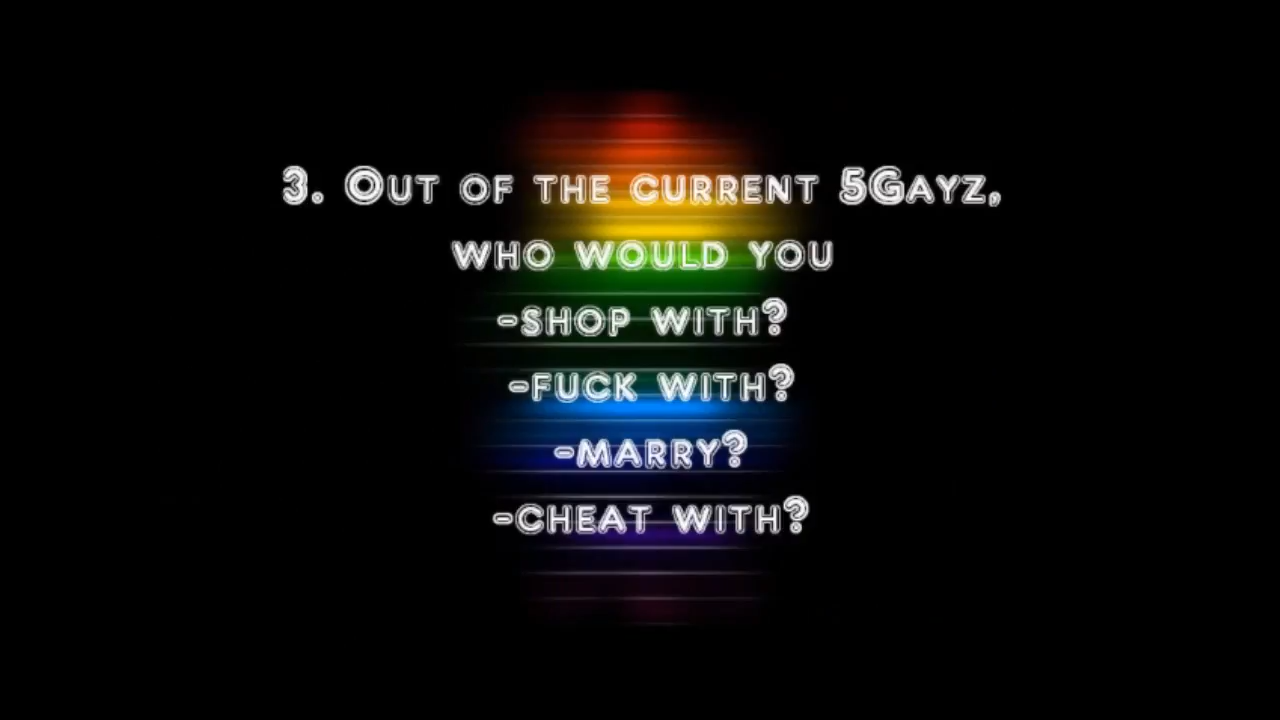 3. Out of the current 5Gayz,
who would you
-shop with?
-fuck with?
-marry?
-cheat with?